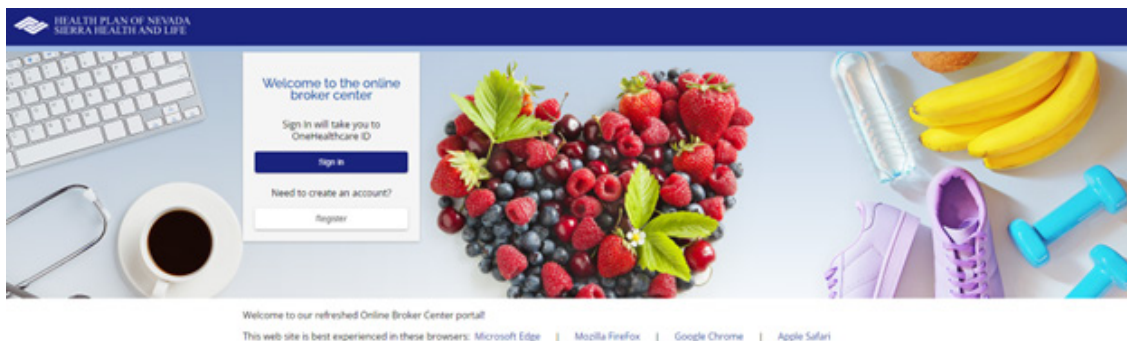 HEALTH PLAN OF NEVADA
SIERRA HEALTH AND LIFE
Welcome to the online
broker center
Sign In will take you to
OneHealthcare ID
Sign in
Need to create an account?
Register
Welcome to our refreshed Online Broker Center portal!
This web site is best experienced in these browsers: Microsoft Edge | Mozilla FireFox | Google Chrome | Apple Safari